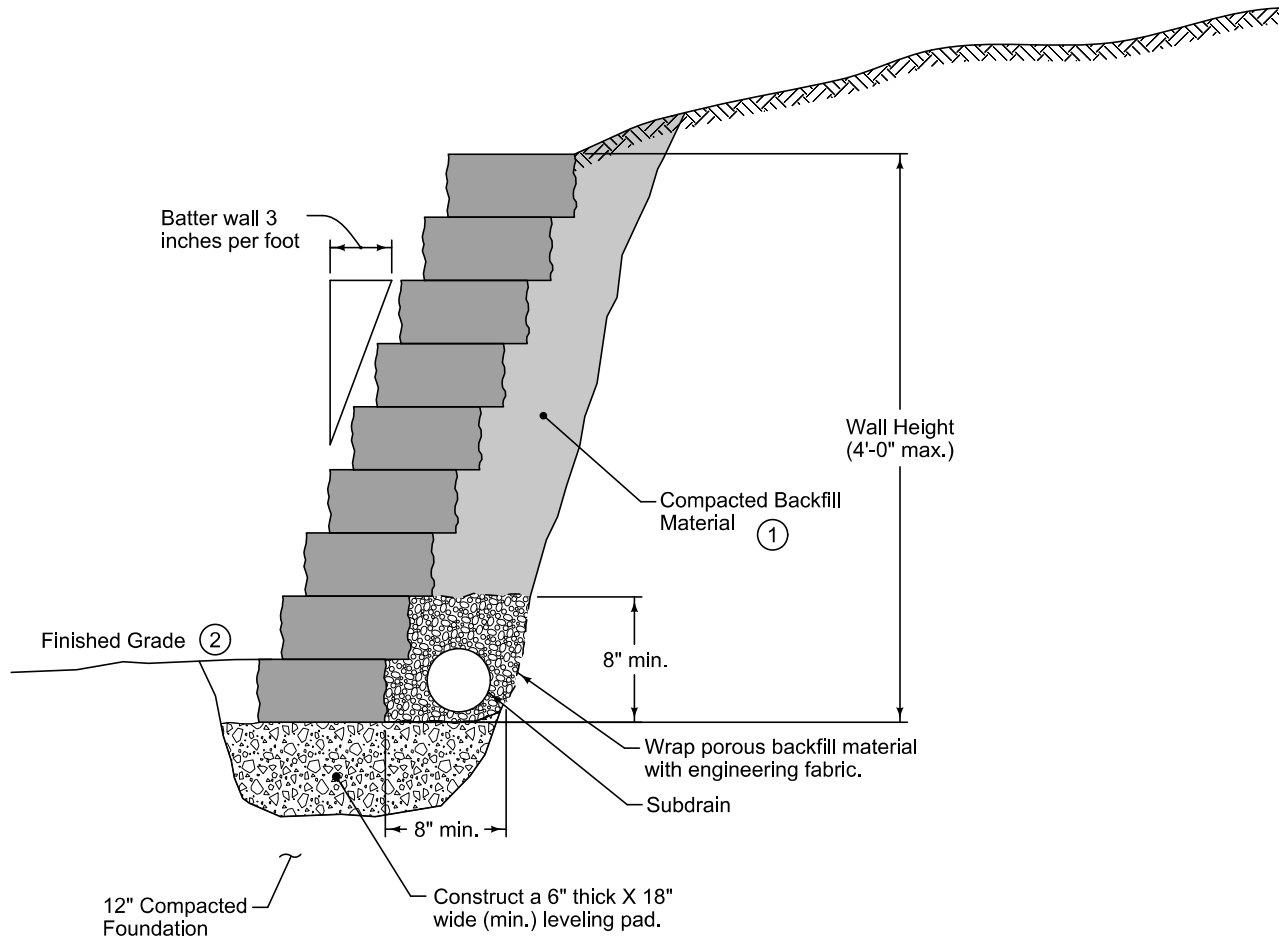 Batter wall 3
inches per foot
Wall Height
(4'-0" max.)
Compacted Backfill
Material 1
Finished Grade 2
8" min.
Wrap porous backfill material
with engineering fabric.
Subdrain
8" min.
Construct a 6" thick X 18"
wide (min.) leveling pad.
12" Compacted
Foundation